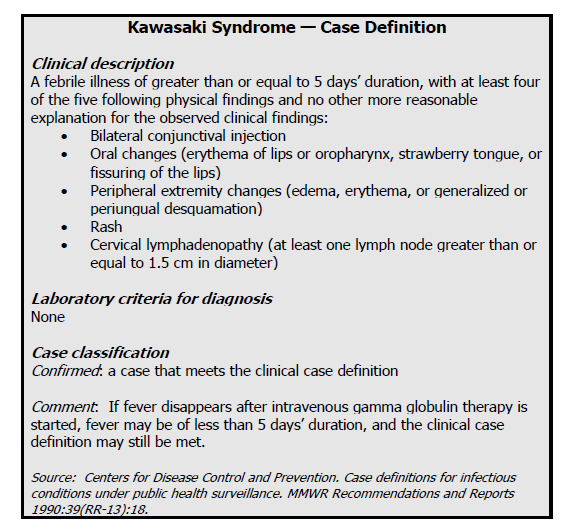 Kawasaki Syndrome — Case Definition
Clinical description
A febrile illness of greater than or equal to 5 days’ duration, with at least four
of the five following physical findings and no other more reasonable
explanation for the observed clinical findings:
• Bilateral conjunctival injection
• Oral changes (erythema of lips or oropharynx, strawberry tongue, or
fissuring of the lips)
• Peripheral extremity changes (edema, erythema, or generalized or
periungual desquamation)
• Rash
• Cervical lymphadenopathy (at least one lymph node greater than or
equal to 1.5 cm in diameter)
Laboratory criteria for diagnosis
None
Case classification
Confirmed: a case that meets the clinical case definition
Comment: If fever disappears after intravenous gamma globulin therapy is
started, fever may be of less than 5 days’ duration, and the clinical case
definition may still be met.
Source: Centers for Disease Control and Prevention. Case definitions for infectious
conditions under public health surveillance. MMWR Recommendations and Reports
1990:39(RR-13):18.